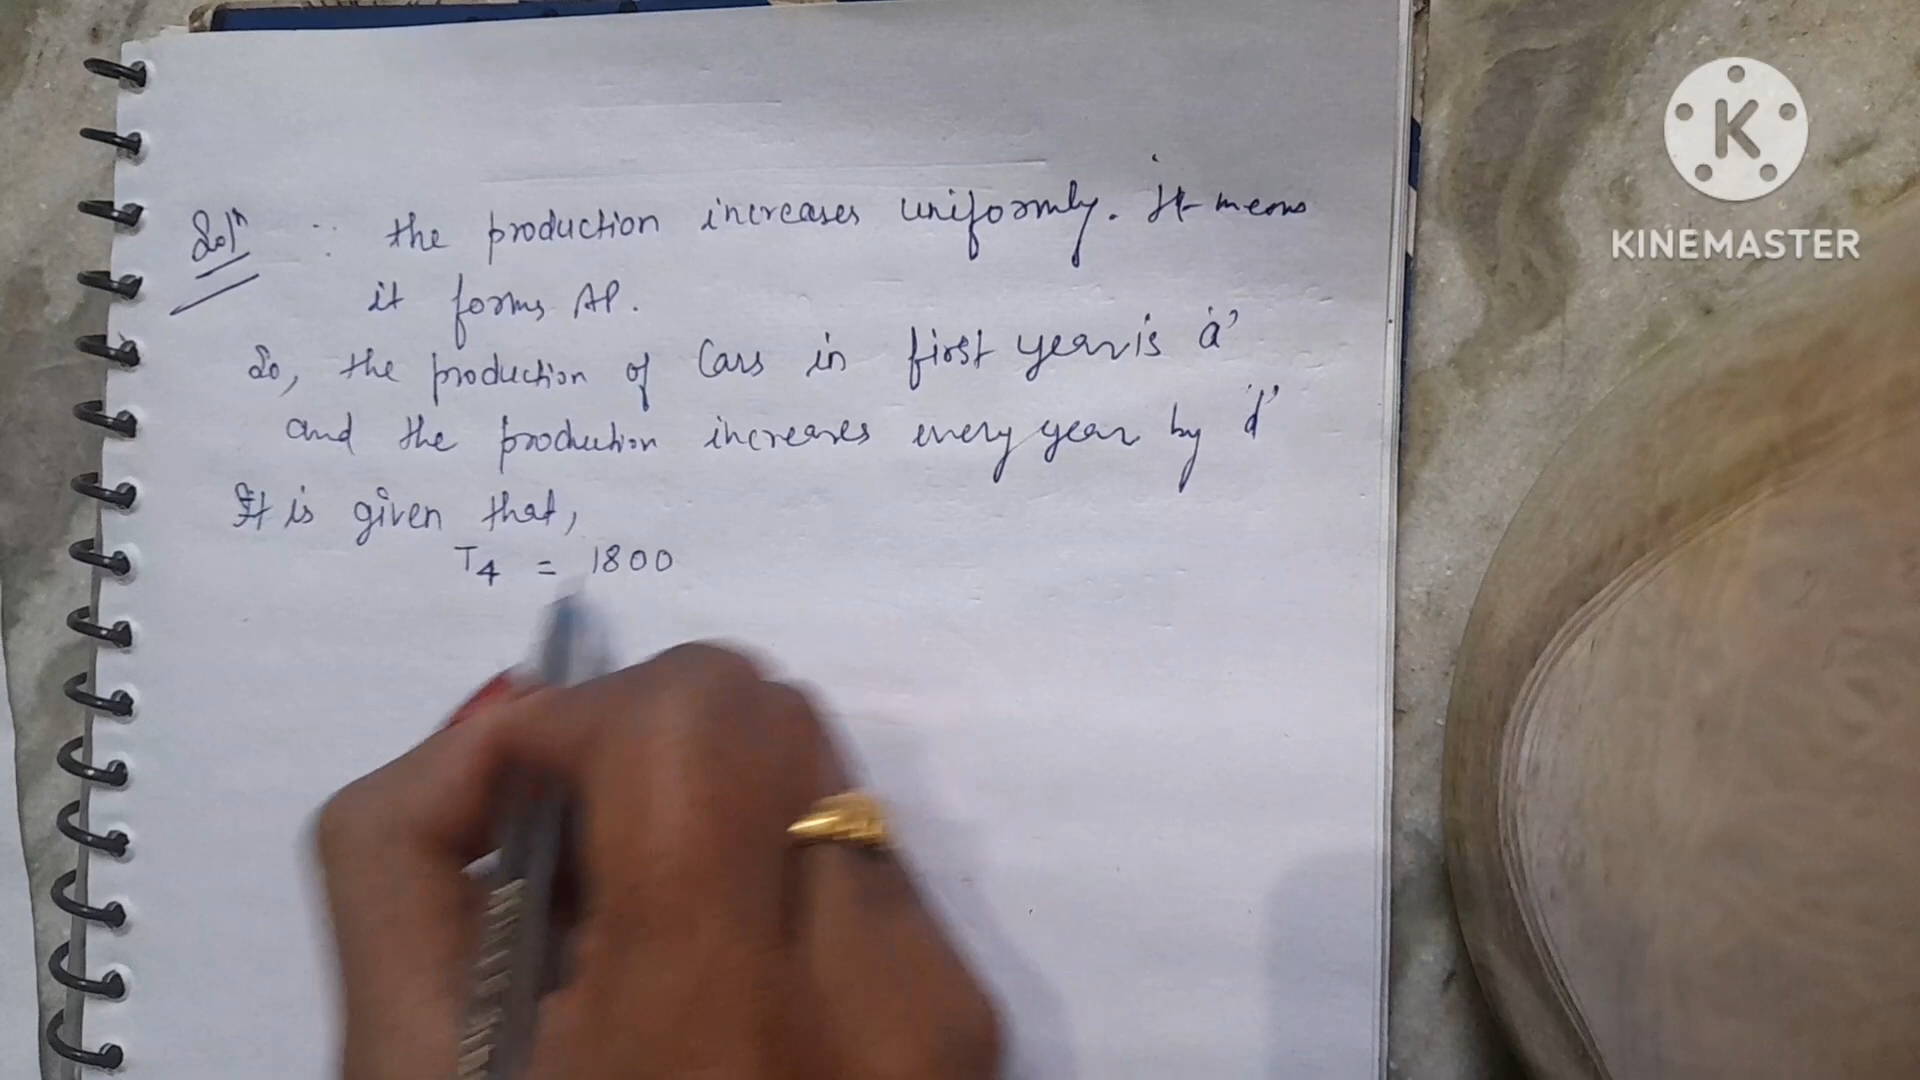 Solⁿ ∵ the production increases uniformly. It means
it forms AP.
So, the production of Cars in first year is 'a'
and the production increases every year by 'd'
It is given that,
T₄ = 1800
K
KINEMASTER